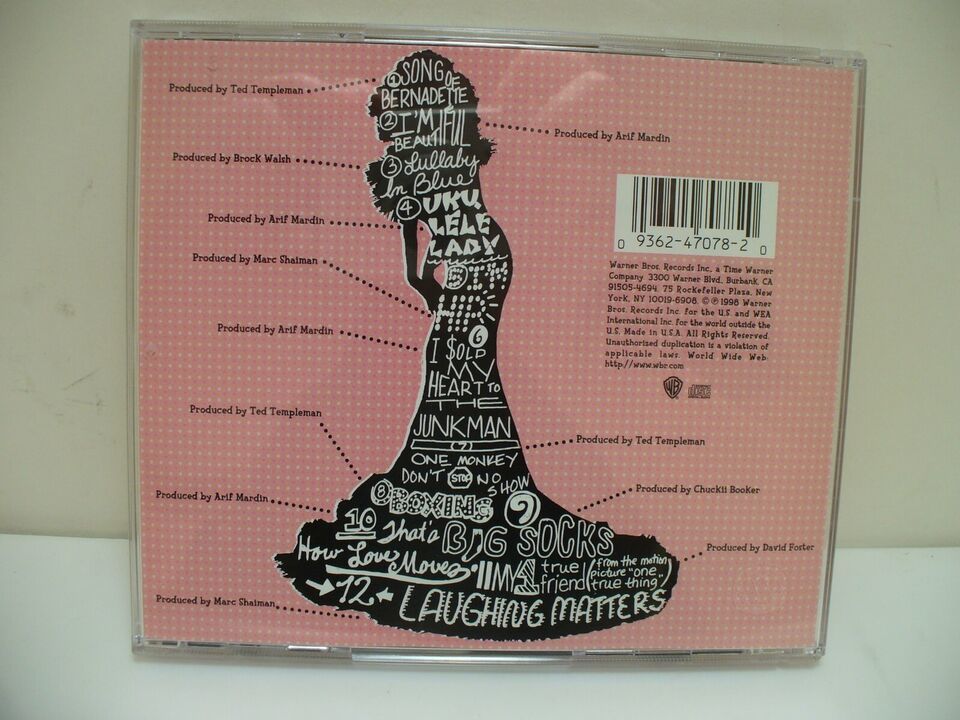 Produced by Ted Templeman
Produced by Brock Walsh
Produced by Arif Mardin
Produced by Marc Shaiman
Produced by Arif Mardin
Produced by Ted Templeman
Produced by Arif Mardin
Produced by Marc Shaiman
1 SONG OF
BERNADETTE
2 I'M
BEAUTIFUL
3 Lullaby
In Blue
4 UKU
LÉLE
LADY
5 I'M
HIP
6
I $OLD
MY
HEART TO
THE
JUNKMAN
7
ONE MONKEY
DON'T STOP NO SHOW
8 BOXING 9
10 That's BIG SOCKS
How Love Moves
11 MY 1 true friend (from the motion picture "one true thing")
12 LAUGHING MATTERS
Produced by Arif Mardin
Produced by Ted Templeman
Produced by Chuckii Booker
Produced by David Foster
0 9362-47078-2 0
Warner Bros. Records Inc., a Time Warner
Company 3300 Warner Blvd., Burbank, CA
91505-4694. 75 Rockefeller Plaza, New
York, NY 10019-6908. © ℗ 1998 Warner
Bros. Records Inc. for the U.S. and WEA
International Inc. for the world outside the
U.S. Made in U.S.A. All Rights Reserved.
Unauthorized duplication is a violation of
applicable laws. World Wide Web:
http://www.wbr.com
WB
disc